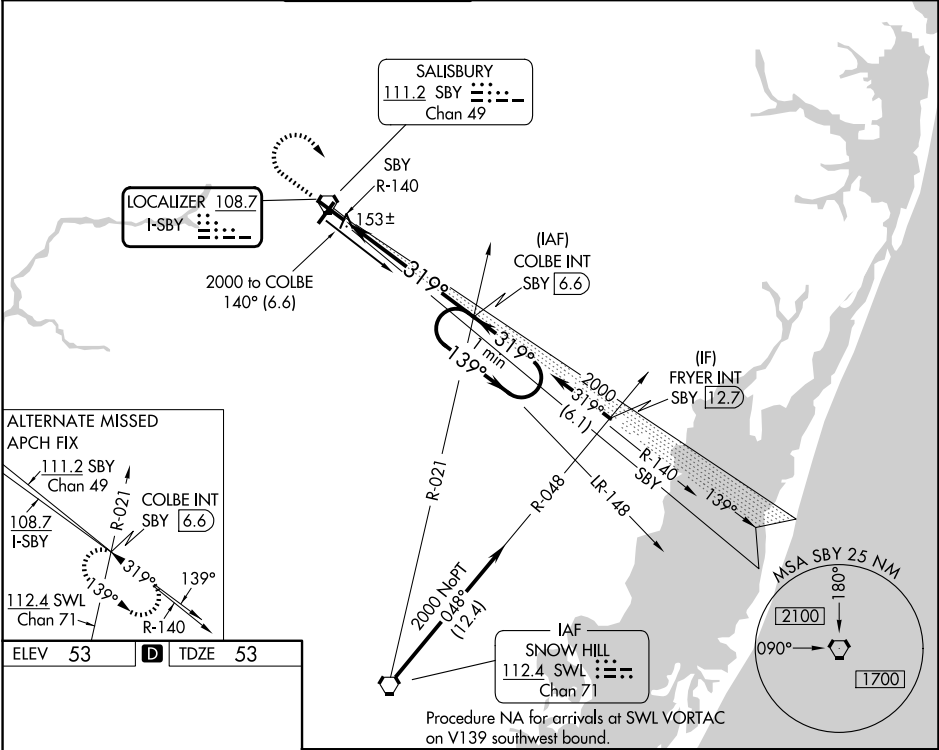 SALISBURY
111.2 SBY
Chan 49
SBY
R-140
LOCALIZER 108.7
I-SBY
153±
2000 to COLBE
140° (6.6)
319°
(IAF)
COLBE INT
SBY 6.6
1 min
139°
319°
2000
319°
(6.1)
(IF)
FRYER INT
SBY 12.7
R-140
SBY
139°
R-021
R-048
LR-148
2000 NoPT
048°
(12.4)
ALTERNATE MISSED
APCH FIX
111.2 SBY
Chan 49
R-021
COLBE INT
SBY 6.6
108.7
I-SBY
319°
139°
139°
112.4 SWL
Chan 71
R-140
ELEV 53 D TDZE 53
IAF
SNOW HILL
112.4 SWL
Chan 71
Procedure NA for arrivals at SWL VORTAC
on V139 southwest bound.
MSA SBY 25 NM
180°
2100
090°
1700